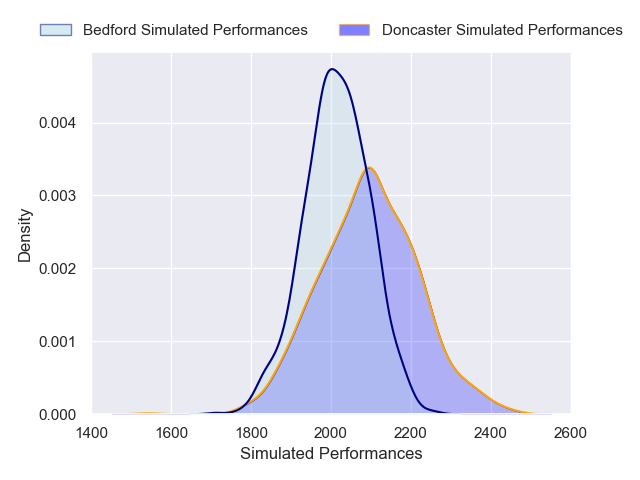 Bedford Simulated Performances
Doncaster Simulated Performances
Density
0.004
0.003
0.002
0.001
0.000
1400 1600 1800 2000 2200 2400 2600
Simulated Performances